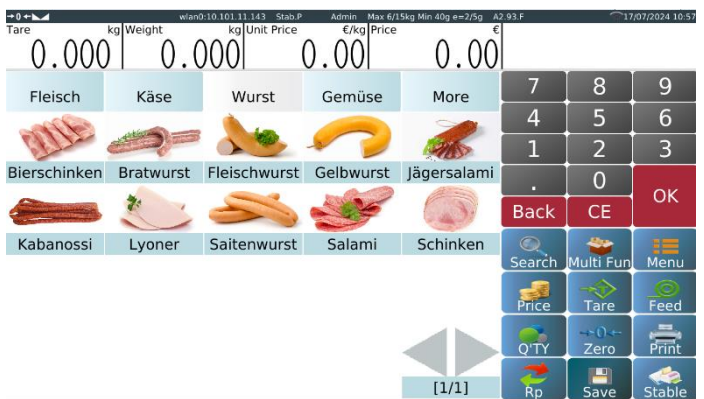 →0← wlan0:10.101.11.143 Stab.P Admin Max 6/15kg Min 40g e=2/5g A2.93.F 17/07/2024 10:57
Tare kg Weight kg Unit Price €/kg Price €
0.000 0.000 0.00 0.00
Fleisch Käse Wurst Gemüse More
Bierschinken Bratwurst Fleischwurst Gelbwurst Jägersalami
Kabanossi Lyoner Saitenwurst Salami Schinken
[1/1]
7 8 9
4 5 6
1 2 3
. 0 OK
Back CE
Search Multi Fun Menu
Price Tare Feed
Q'TY Zero Print
Rp Save Stable